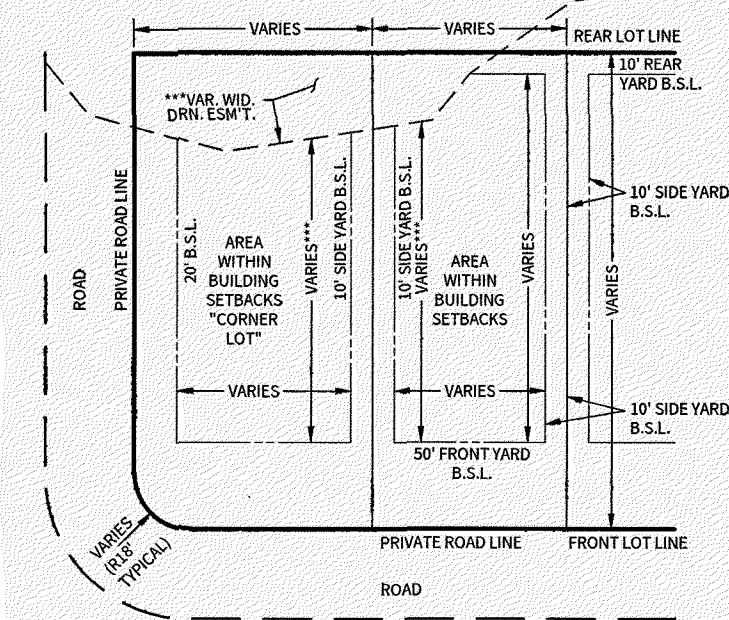 VARIES
VARIES
REAR LOT LINE
10' REAR
YARD B.S.L.
***VAR. WID.
DRN. ESM'T.
PRIVATE ROAD LINE
ROAD
20' B.S.L.
AREA
WITHIN
BUILDING
SETBACKS
"CORNER
LOT"
VARIES***
10' SIDE YARD B.S.L.
10' SIDE YARD B.S.L.
VARIES***
AREA
WITHIN
BUILDING
SETBACKS
VARIES
VARIES
10' SIDE YARD
B.S.L.
VARIES
VARIES
10' SIDE YARD
B.S.L.
50' FRONT YARD
B.S.L.
VARIES
(R18'
TYPICAL)
PRIVATE ROAD LINE
FRONT LOT LINE
ROAD